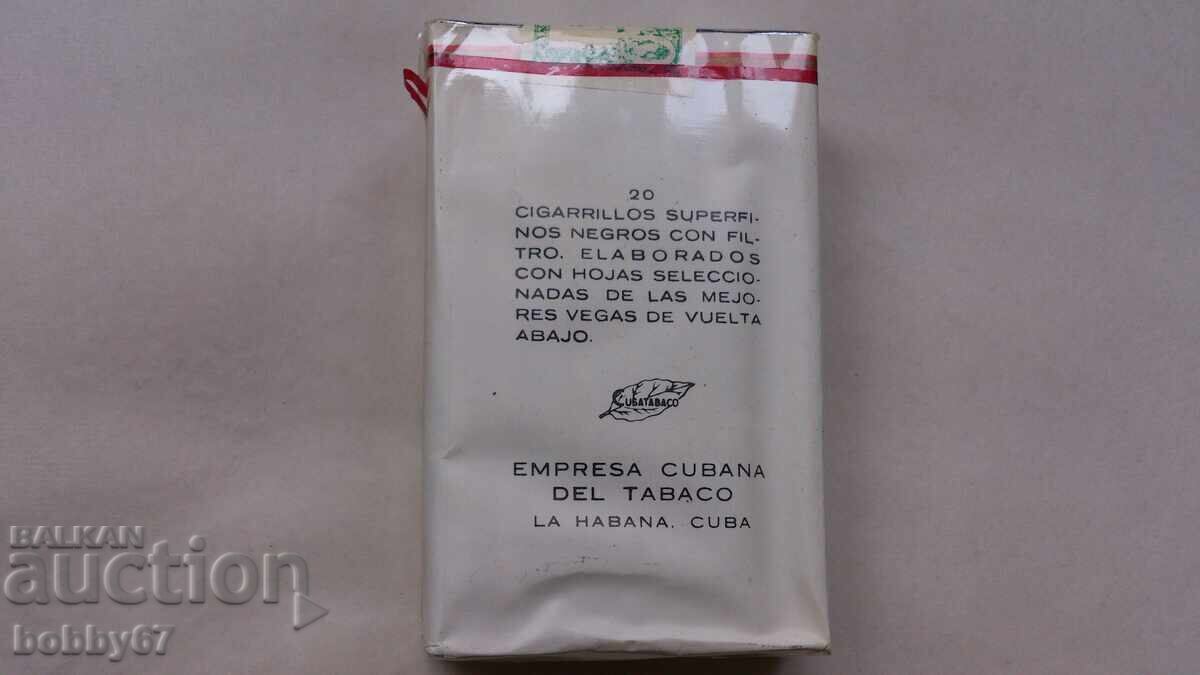 20
CIGARRILLOS SUPERFI-
NOS NEGROS CON FIL-
TRO. ELABORADOS
CON HOJAS SELECCIO-
NADAS DE LAS MEJO-
RES VEGAS DE VUELTA
ABAJO.
CUBATABACO
EMPRESA CUBANA
DEL TABACO
LA HABANA. CUBA
BALKAN
auction
bobby67